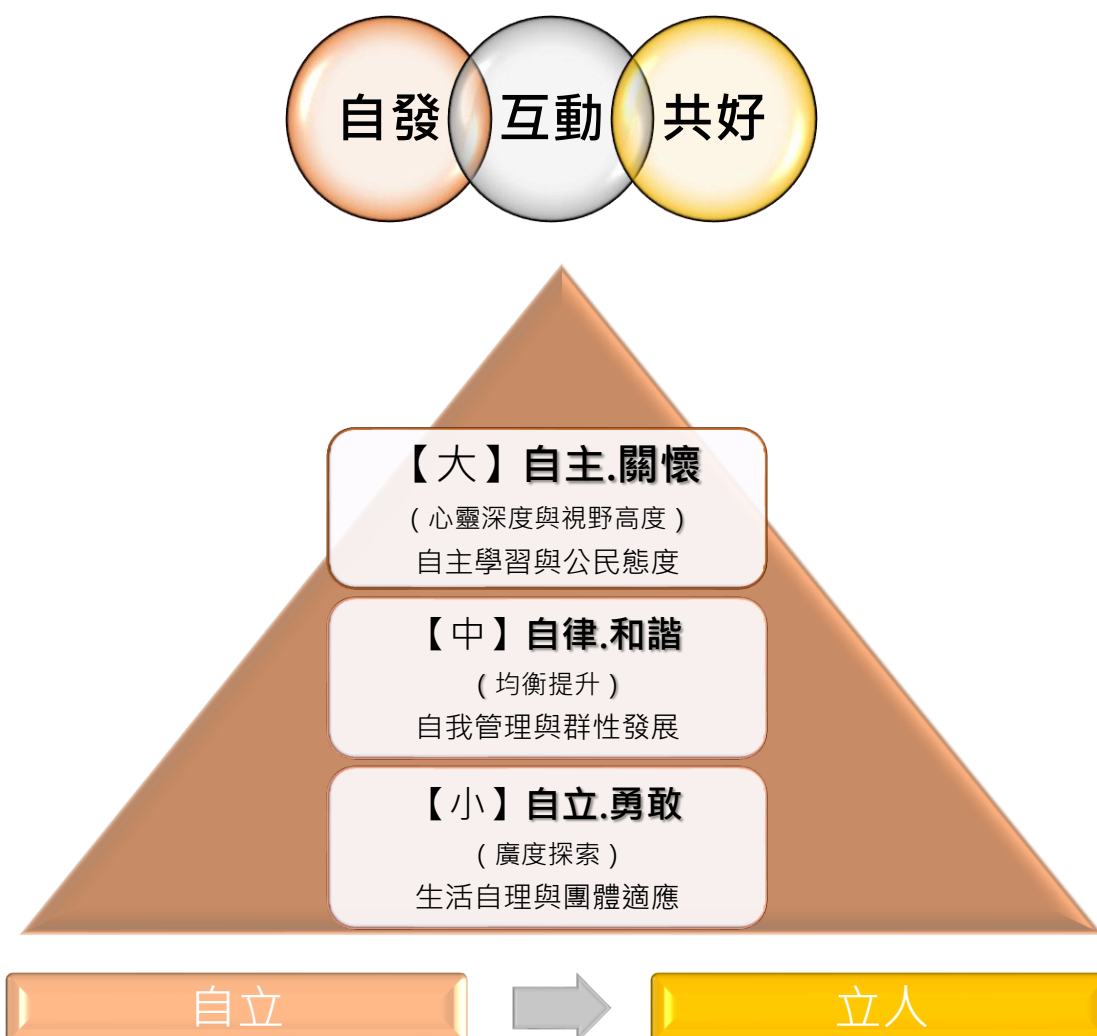 自發 互動 共好
【大】自主.關懷
(心靈深度與視野高度)
自主學習與公民態度
【中】自律.和諧
(均衡提升)
自我管理與群性發展
【小】自立.勇敢
(廣度探索)
生活自理與團體適應
自立 立人